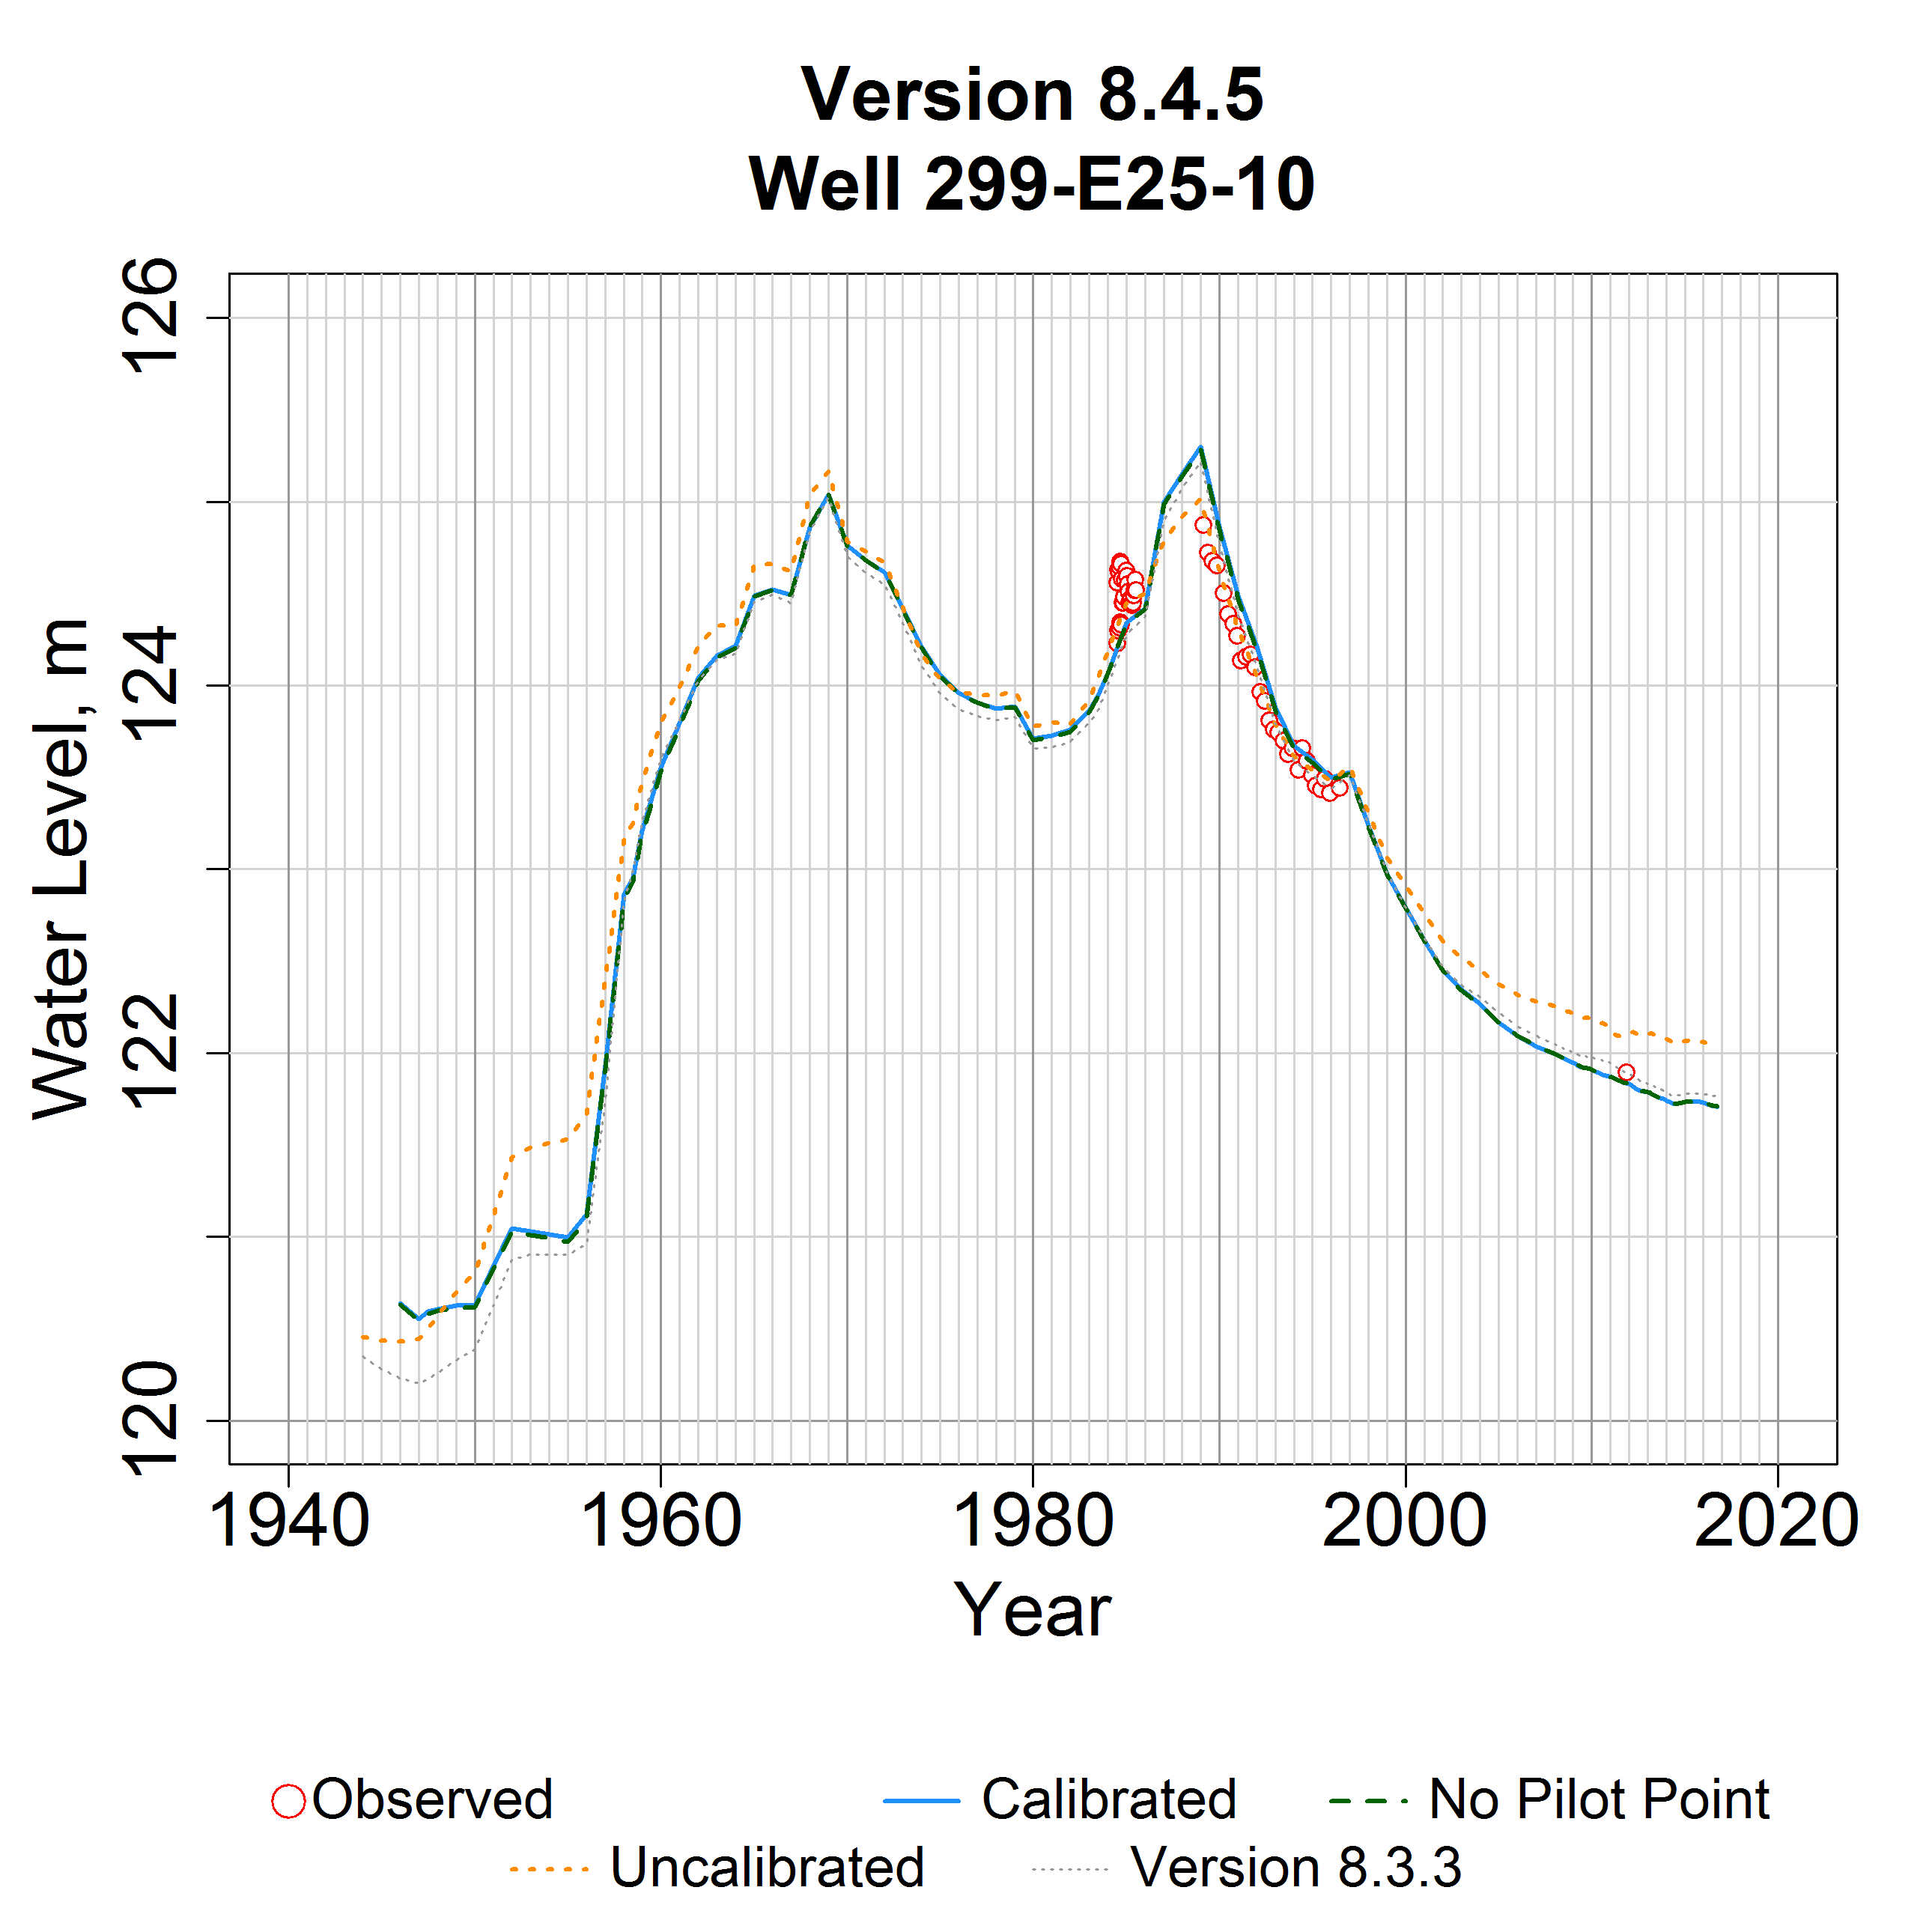 Version 8.4.5
Well 299-E25-10
Water Level, m
126
124
122
120
1940 1960 1980 2000 2020
Year
Observed Calibrated No Pilot Point
Uncalibrated Version 8.3.3